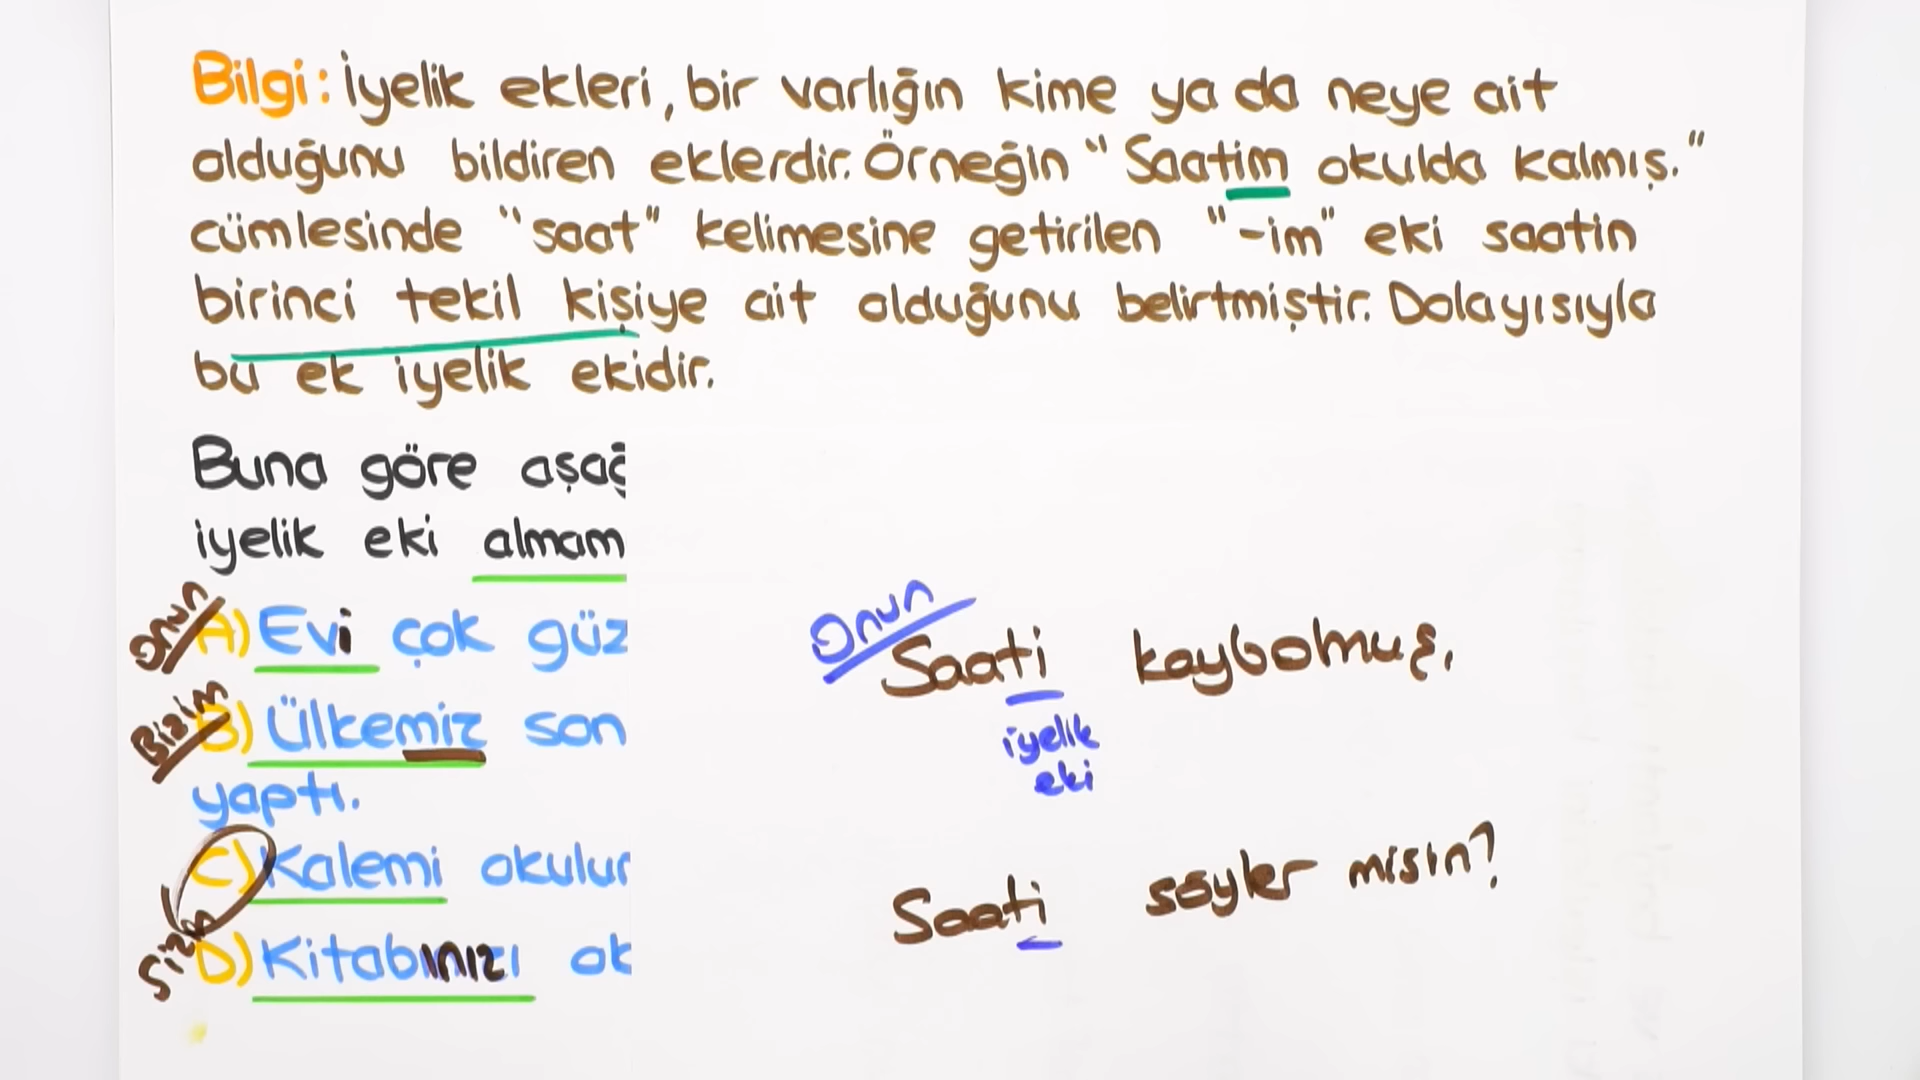 Bilgi: İyelik ekleri, bir varlığın kime ya da neye ait
olduğunu bildiren eklerdir. Örneğin "Saatim okulda kalmış."
cümlesinde "saat" kelimesine getirilen "-im" eki saatin
birinci tekil kişiye ait olduğunu belirtmiştir. Dolayısıyla
bu ek iyelik ekidir.
Buna göre aşağ
iyelik eki almam
Onun
A) Evi çok güz
Bizim
B) Ülkemiz son
yaptı.
C) Kalemi okulun
Sizin
D) Kitabınızı ok
Onun
Saati kaybolmuş.
iyelik
eki
Saati söyler misin?